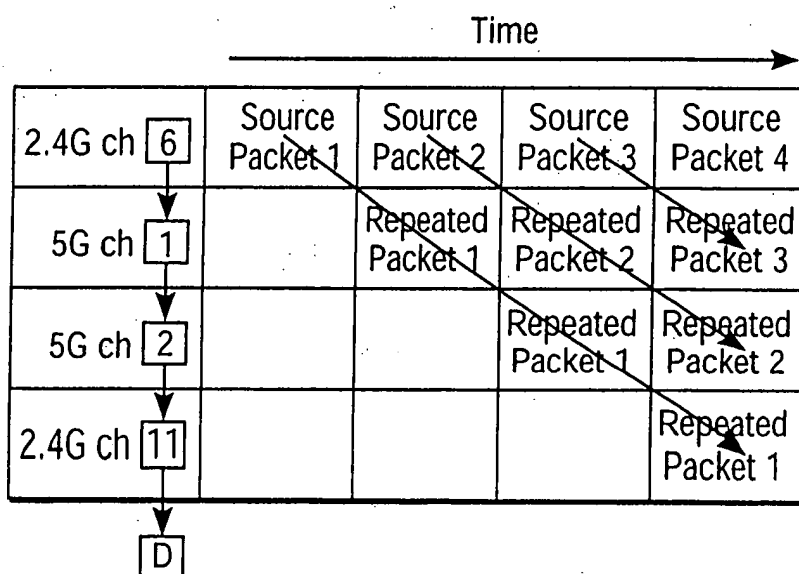 Time
2.4G ch 6
Source
Packet 1
Source
Packet 2
Source
Packet 3
Source
Packet 4
5G ch 1
Repeated
Packet 1
Repeated
Packet 2
Repeated
Packet 3
5G ch 2
Repeated
Packet 1
Repeated
Packet 2
2.4G ch 11
Repeated
Packet 1
D